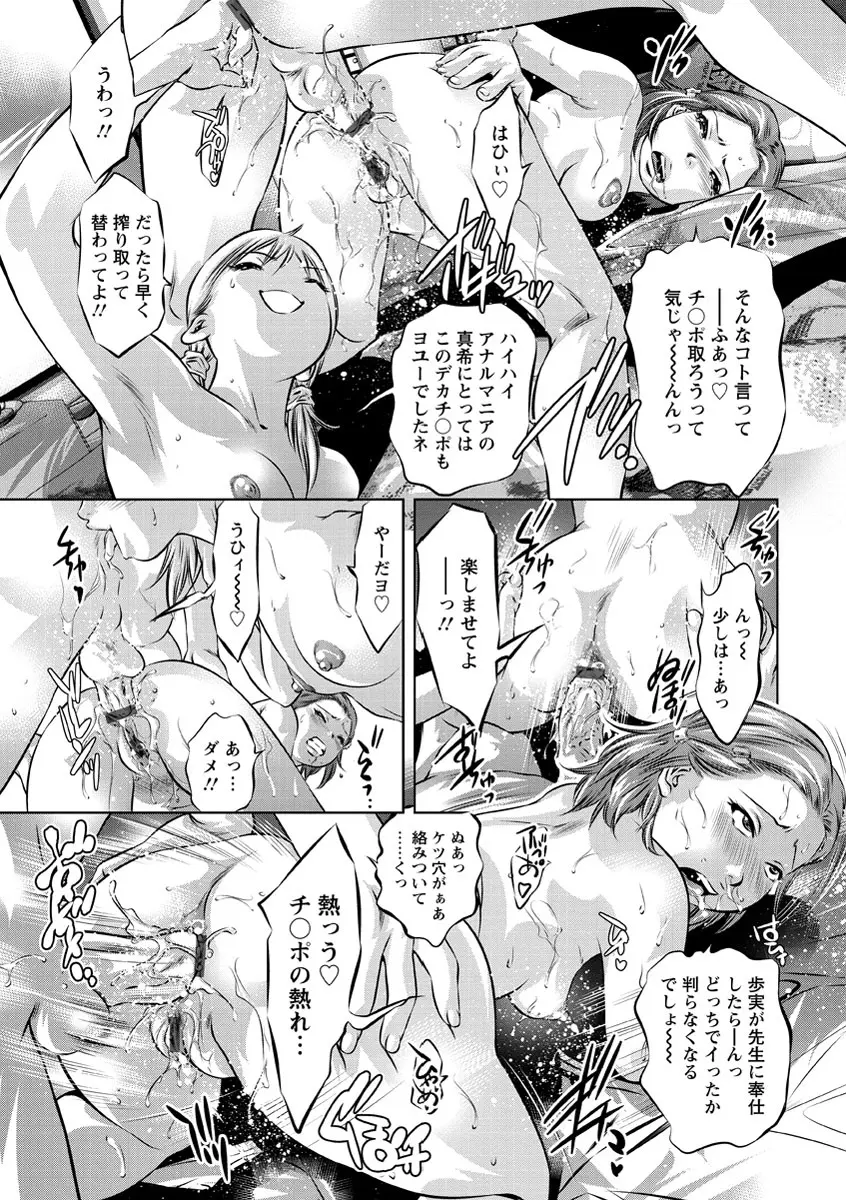 そんなコト言って
――ふあっ♡
チ〇ポ取ろうって
気じゃ～～んんっ
はひぃ♡
ハイハイ
アナルマニアの
真希にとっては
このデカチ〇ポも
ヨユーでしたネ
うわっ!!
だったら早く
搾り取って
替わってよ!!
んっ～
少しは…あっ
楽しませてよ
――っ!!
やーだヨ♡
うひィ～～♡
あっ…
ダメ!!
歩実が先生に奉仕
したら―んっ
どっちでイったか
判らなくなる
でしょ～～
ぬあっ
ケツ穴がぁあ
絡みついて
……くっ
熱っう♡
チ〇ポの熱れ…